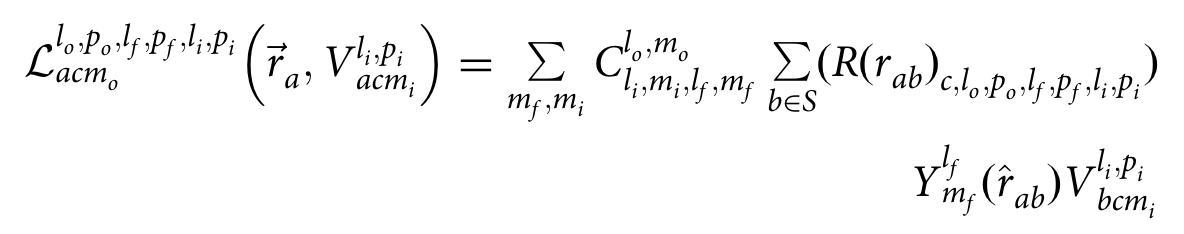 $\mathcal{L}_{acm_o}^{l_o,p_o,l_f,p_f,l_i,p_i}\left(\vec{r}_a, V_{acm_i}^{l_i,p_i}\right) = \sum_{m_f,m_i} C_{l_i,m_i,l_f,m_f}^{l_o,m_o} \sum_{b \in S} (R(r_{ab})_{c,l_o,p_o,l_f,p_f,l_i,p_i})$
$Y_{m_f}^{l_f}(\hat{r}_{ab}) V_{bcm_i}^{l_i,p_i}$